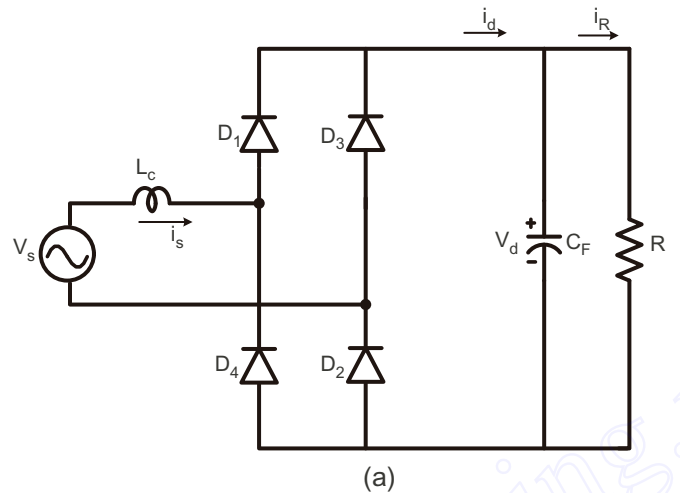 i_d
i_R
D_1
D_3
L_c
i_s
V_s
V_d
+
-
C_F
R
D_4
D_2
(a)